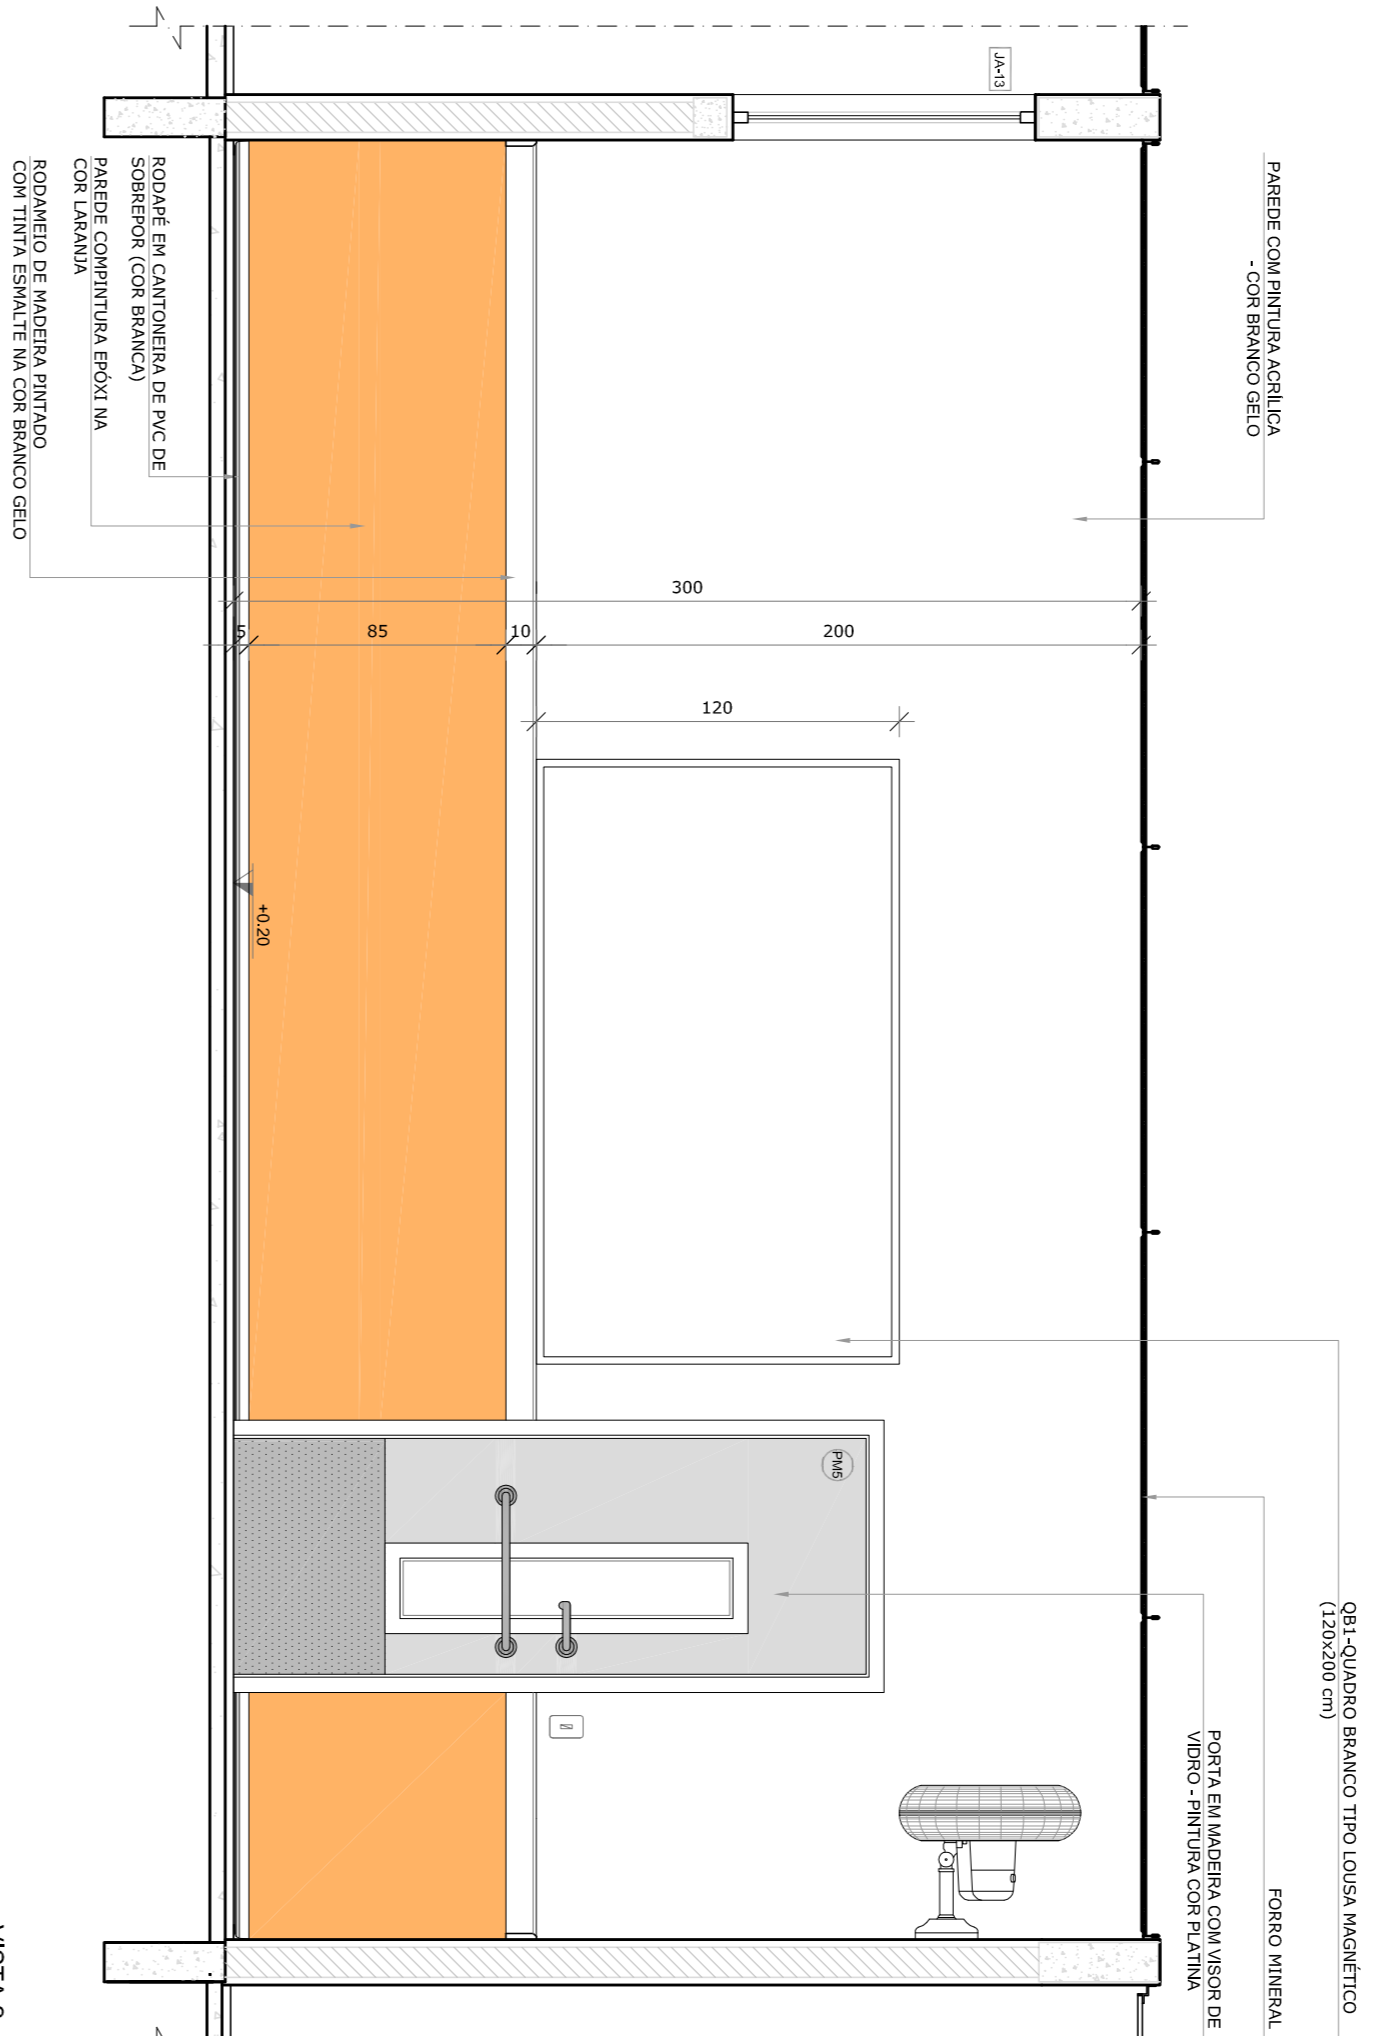 JA-13
PAREDE COM PINTURA ACRÍLICA
- COR BRANCO GELO
RODAPÉ EM CANTONEIRA DE PVC DE
SOBREPOR (COR BRANCA)
PAREDE COMPINTURA EPÓXI NA
COR LARANJA
RODAMEIO DE MADEIRA PINTADO
COM TINTA ESMALTE NA COR BRANCO GELO
300
5
85
10
200
120
+0.20
PM5
QB1-QUADRO BRANCO TIPO LOUSA MAGNÉTICO
(120x200 cm)
FORRO MINERAL
PORTA EM MADEIRA COM VISOR DE
VIDRO - PINTURA COR PLATINA